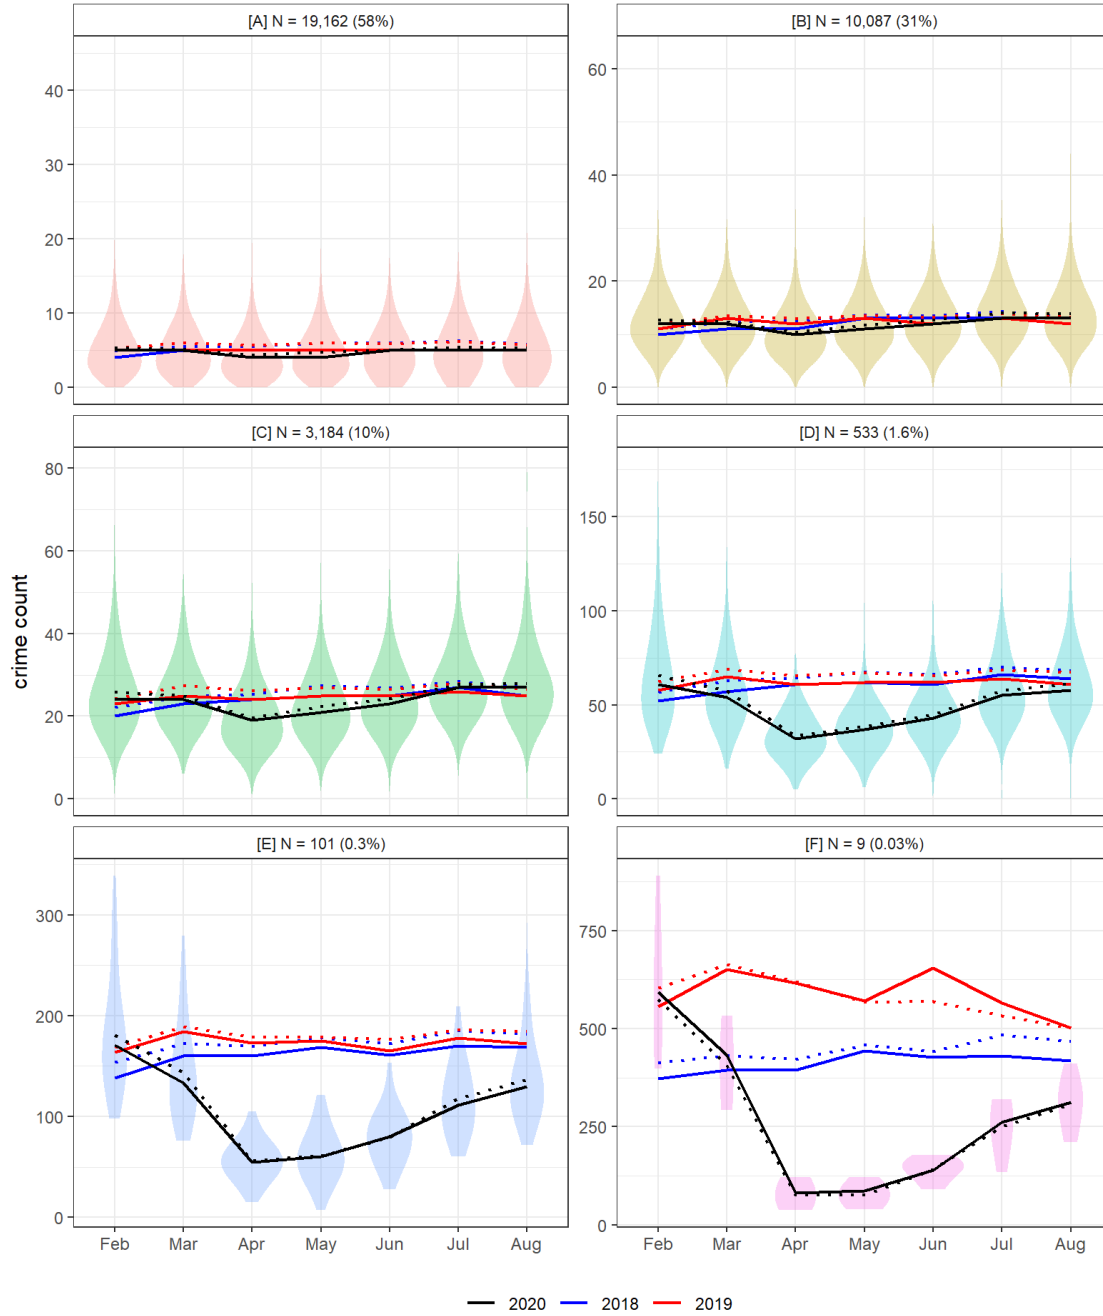 [A] N = 19,162 (58%)
[B] N = 10,087 (31%)
40
30
20
10
0
60
40
20
0
[C] N = 3,184 (10%)
[D] N = 533 (1.6%)
80
60
40
20
0
150
100
50
0
crime count
[E] N = 101 (0.3%)
[F] N = 9 (0.03%)
300
200
100
0
750
500
250
0
Feb Mar Apr May Jun Jul Aug
Feb Mar Apr May Jun Jul Aug
2020 2018 2019